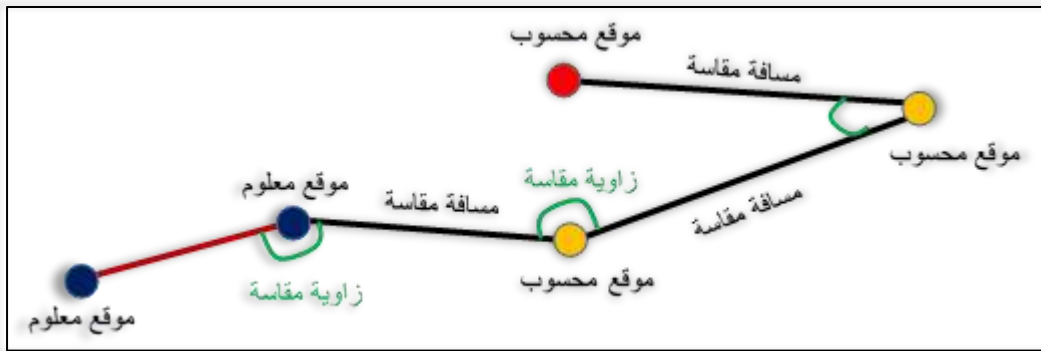 موقع محسوب
مسافة مقاسة
موقع محسوب
زاوية مقاسة
موقع معلوم
مسافة مقاسة
مسافة مقاسة
موقع محسوب
زاوية مقاسة
موقع معلوم